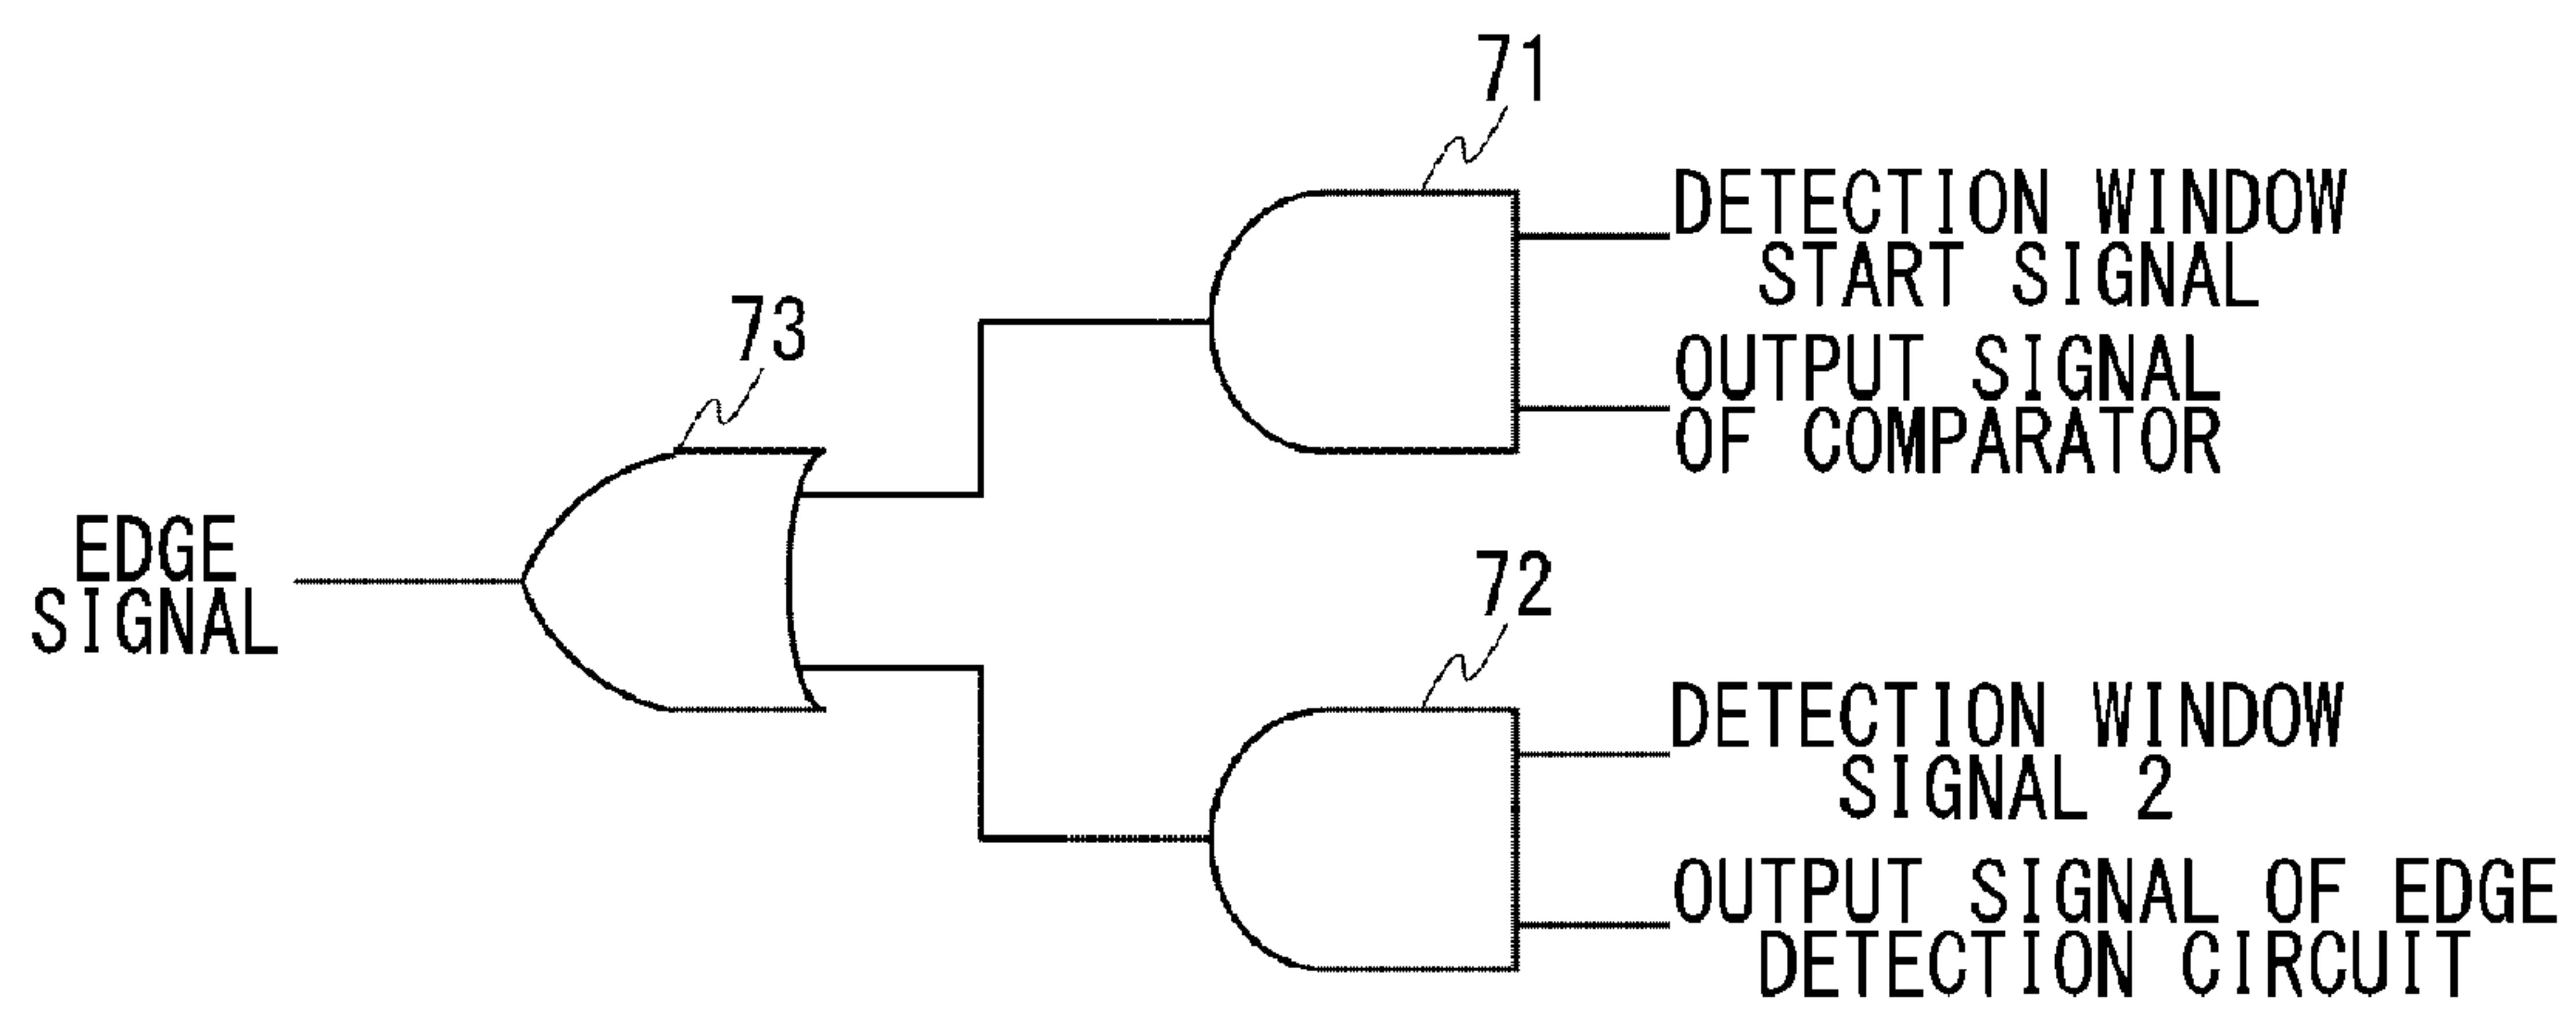 71
DETECTION WINDOW
START SIGNAL
OUTPUT SIGNAL
OF COMPARATOR
73
EDGE
SIGNAL
72
DETECTION WINDOW
SIGNAL 2
OUTPUT SIGNAL OF EDGE
DETECTION CIRCUIT